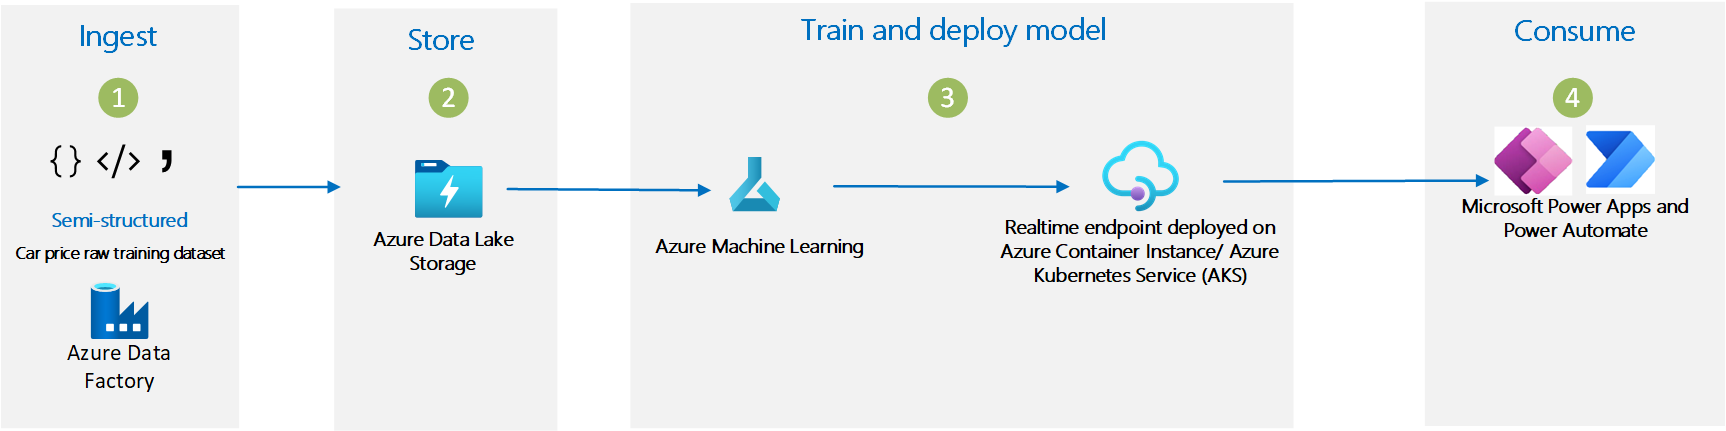 Ingest
1
{ } </> ,
Semi-structured
Car price raw training dataset
Azure Data
Factory
Store
2
Azure Data Lake
Storage
Train and deploy model
3
Azure Machine Learning
Realtime endpoint deployed on
Azure Container Instance/ Azure
Kubernetes Service (AKS)
Consume
4
Microsoft Power Apps and
Power Automate